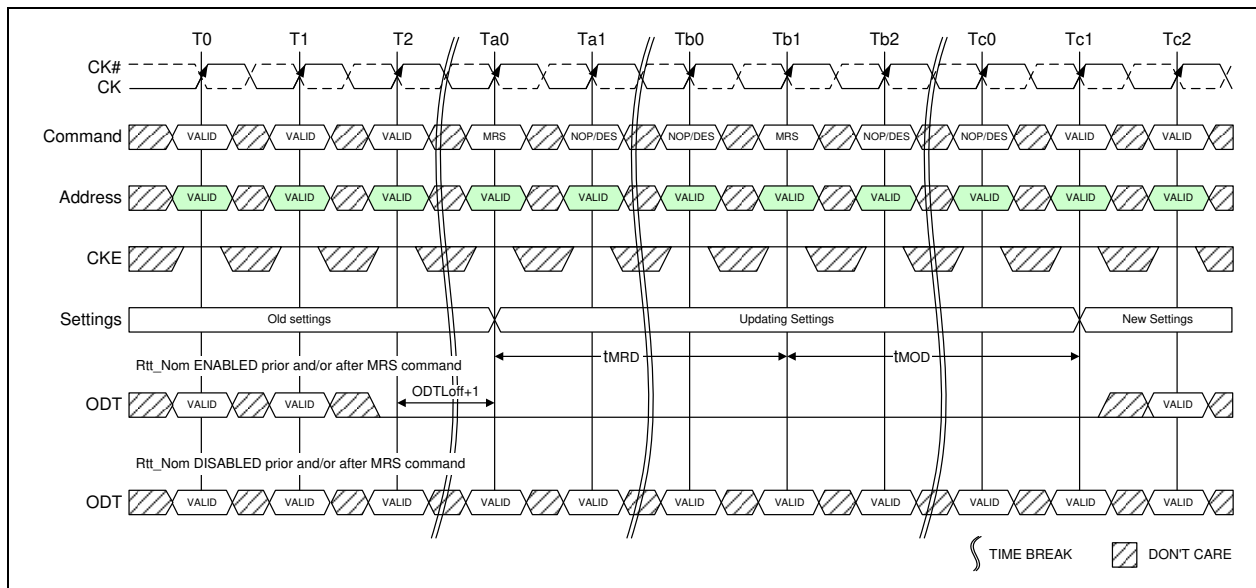 T0 T1 T2 Ta0 Ta1 Tb0 Tb1 Tb2 Tc0 Tc1 Tc2
CK#
CK
Command VALID VALID VALID MRS NOP/DES NOP/DES MRS NOP/DES NOP/DES VALID VALID
Address VALID VALID VALID VALID VALID VALID VALID VALID VALID VALID VALID
CKE
Settings Old settings Updating Settings New Settings
tMRD tMOD
Rtt_Nom ENABLED prior and/or after MRS command
ODTLoff+1
ODT VALID VALID VALID
Rtt_Nom DISABLED prior and/or after MRS command
ODT VALID VALID VALID VALID VALID VALID VALID VALID VALID VALID VALID
TIME BREAK DON'T CARE